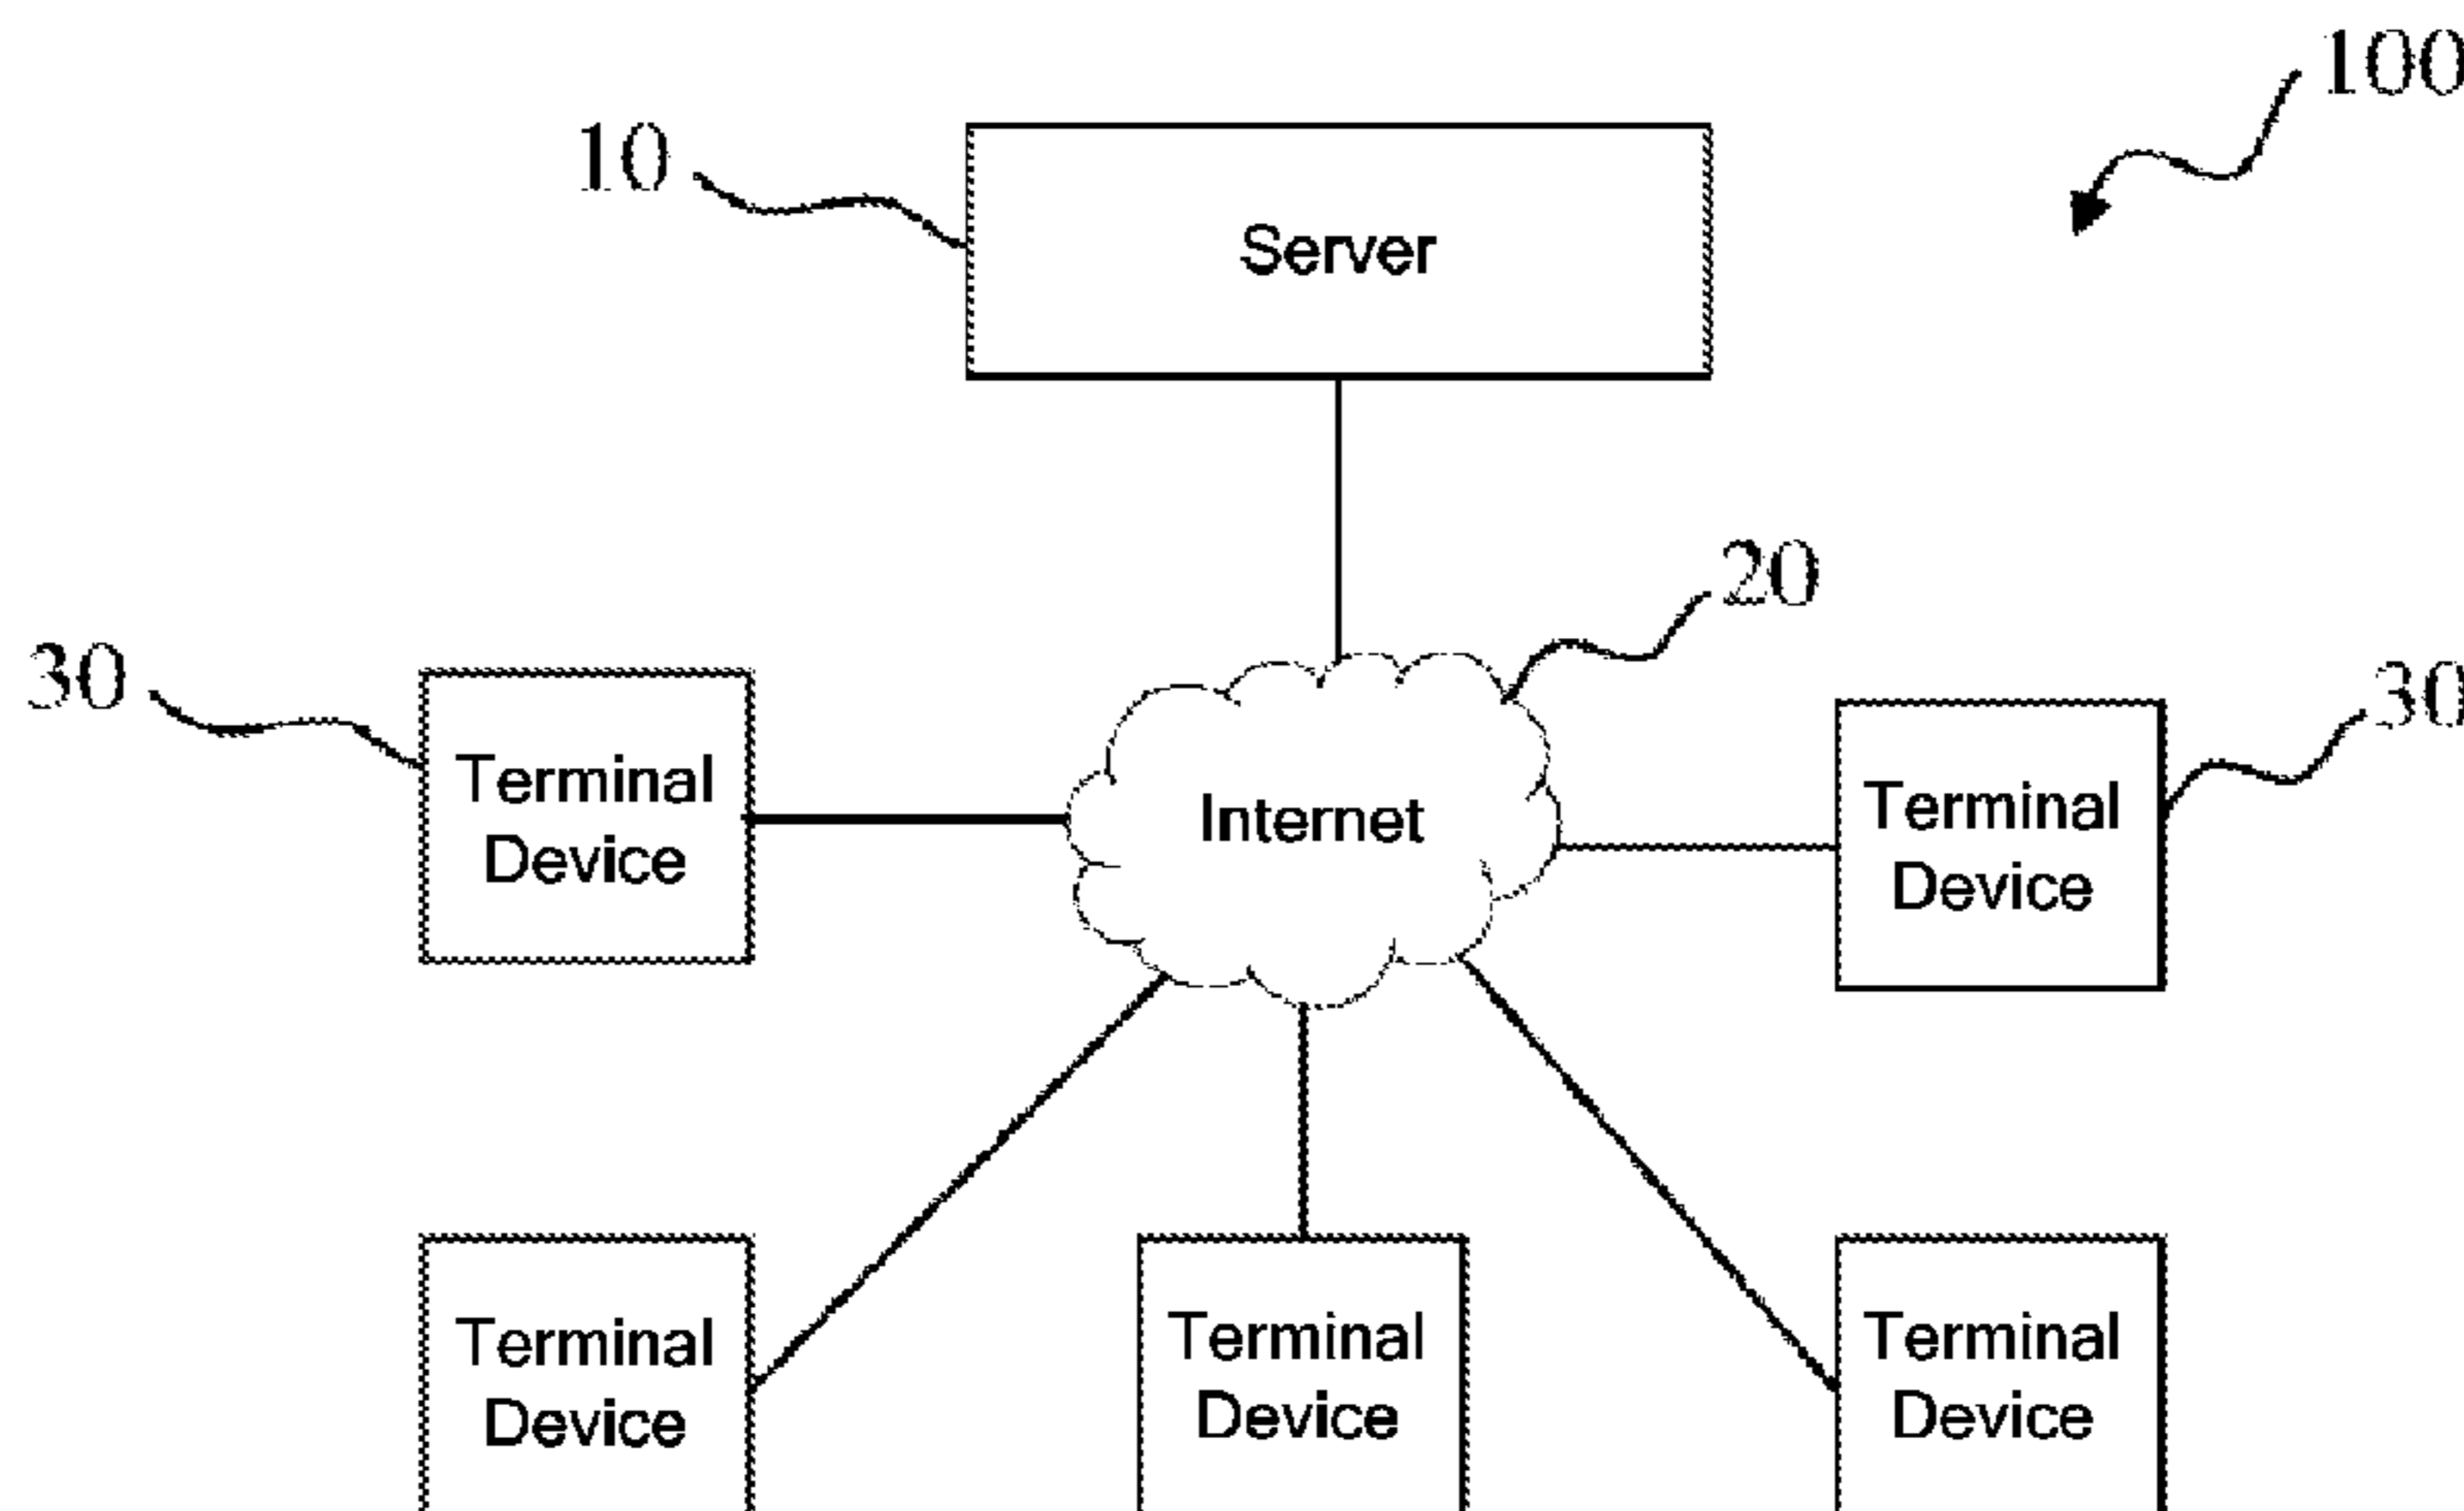 100
10
Server
20
30
30
Terminal
Device
Internet
Terminal
Device
Terminal
Device
Terminal
Device
Terminal
Device